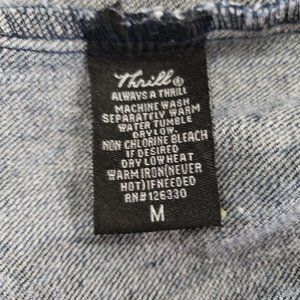 Thrill®
ALWAYS A THRILL
MACHINE WASH
SEPARATELY WARM
WATER TUMBLE
DRY LOW.
NON CHLORINE BLEACH
IF DESIRED
DRY LOW HEAT
WARM IRON(NEVER
HOT)IF NEEDED
RN#126330
M